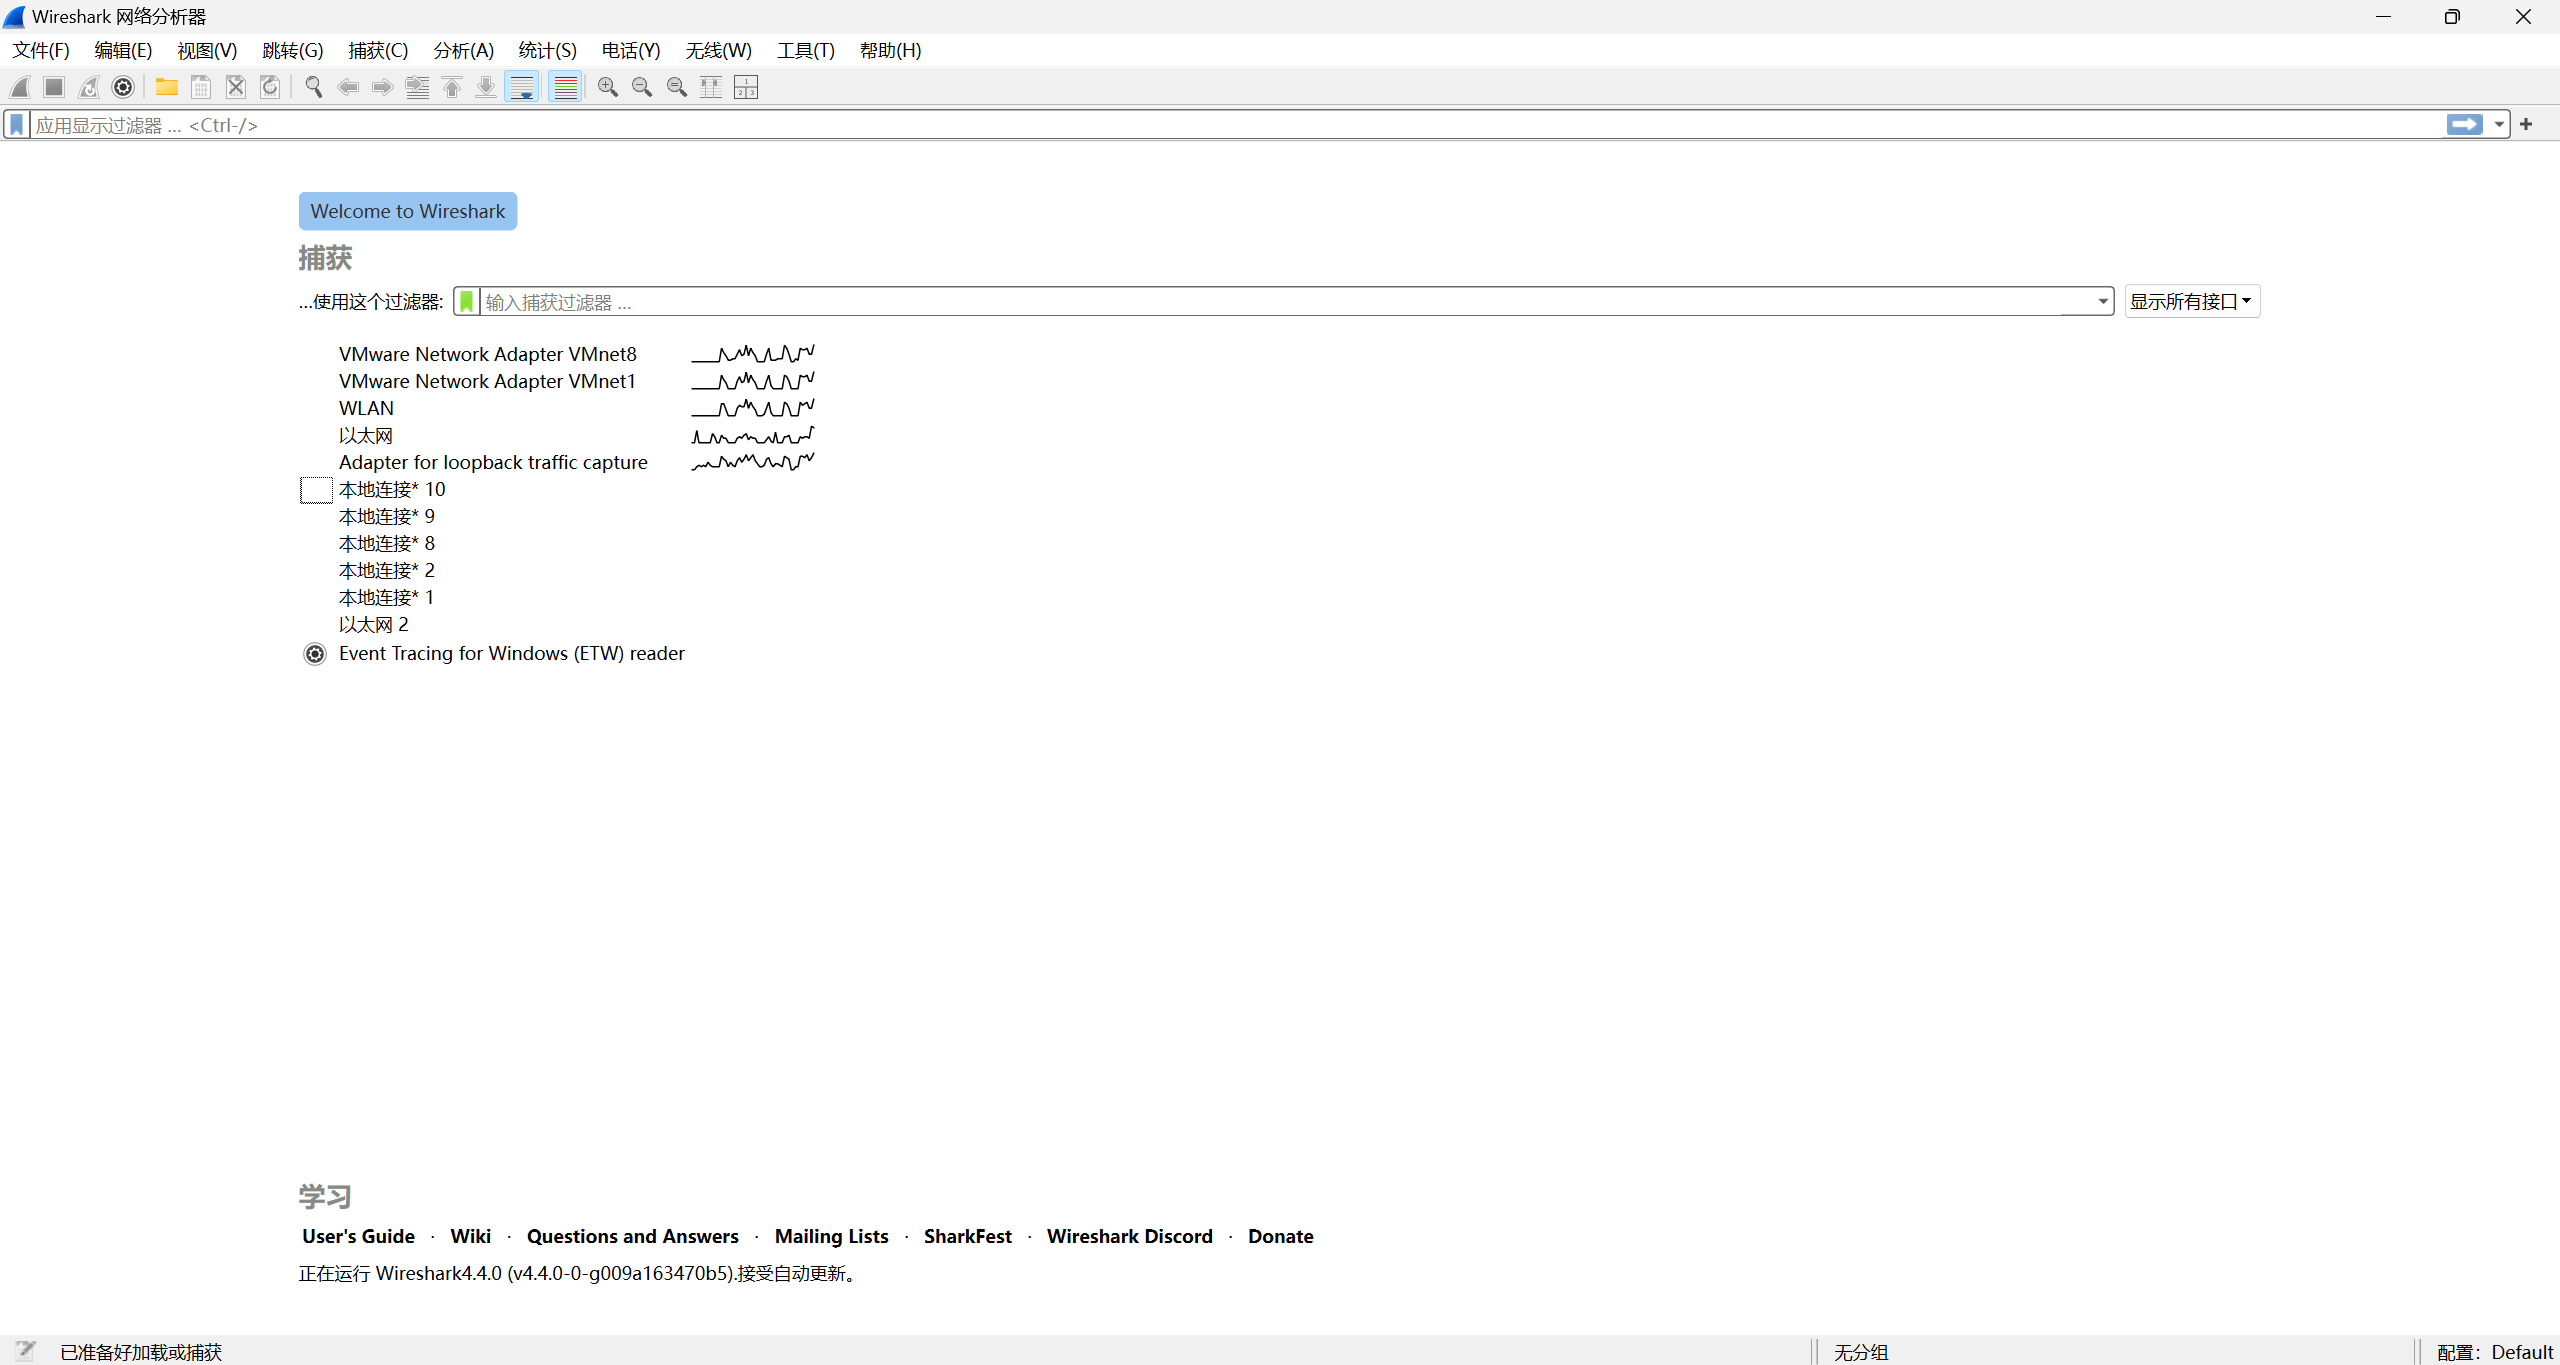 Wireshark 网络分析器
文件(F) 编辑(E) 视图(V) 跳转(G) 捕获(C) 分析(A) 统计(S) 电话(Y) 无线(W) 工具(T) 帮助(H)
应用显示过滤器 … <Ctrl-/>
Welcome to Wireshark
捕获
…使用这个过滤器: 输入捕获过滤器 … 显示所有接口
VMware Network Adapter VMnet8
VMware Network Adapter VMnet1
WLAN
以太网
Adapter for loopback traffic capture
本地连接* 10
本地连接* 9
本地连接* 8
本地连接* 2
本地连接* 1
以太网 2
Event Tracing for Windows (ETW) reader
学习
User's Guide · Wiki · Questions and Answers · Mailing Lists · SharkFest · Wireshark Discord · Donate
正在运行 Wireshark4.4.0 (v4.4.0-0-g009a163470b5).接受自动更新。
已准备好加载或捕获 无分组 配置：Default